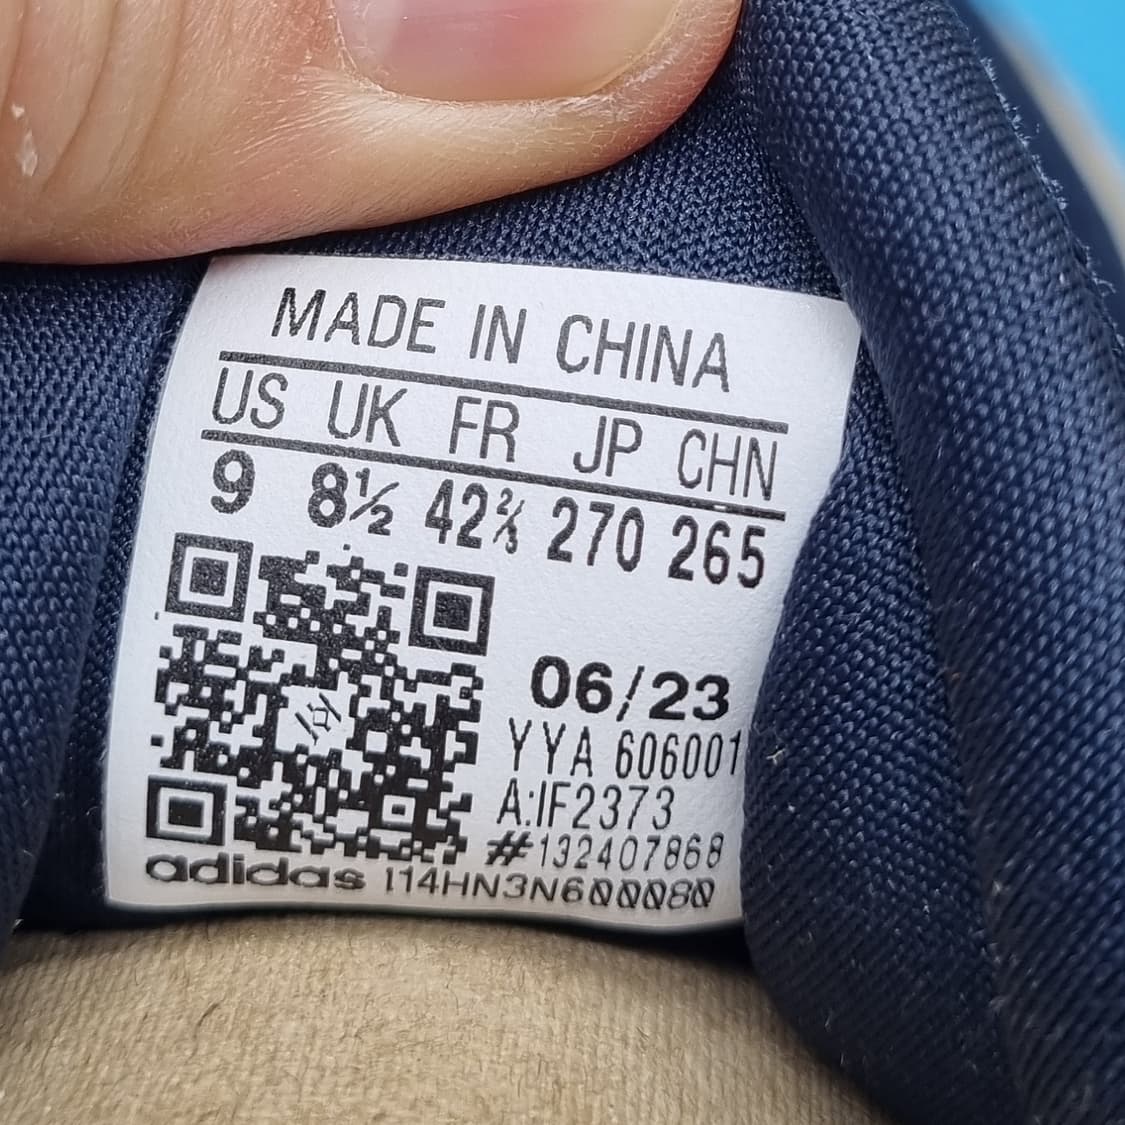 MADE IN CHINA
US UK FR JP CHN
9 8½ 42⅔ 270 265
06/23
YYA 606001
A:IF2373
#132407868
adidas 114HN3N600080